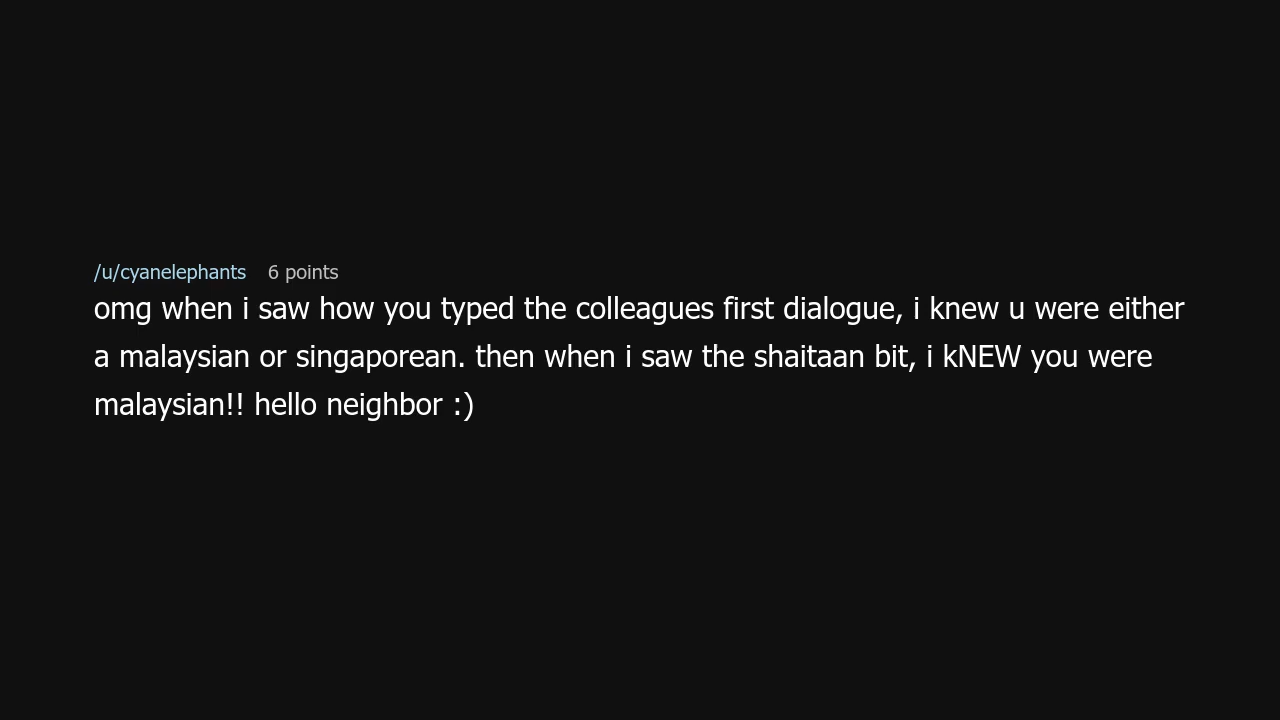 /u/cyanelephants 6 points
omg when i saw how you typed the colleagues first dialogue, i knew u were either
a malaysian or singaporean. then when i saw the shaitaan bit, i kNEW you were
malaysian!! hello neighbor :)